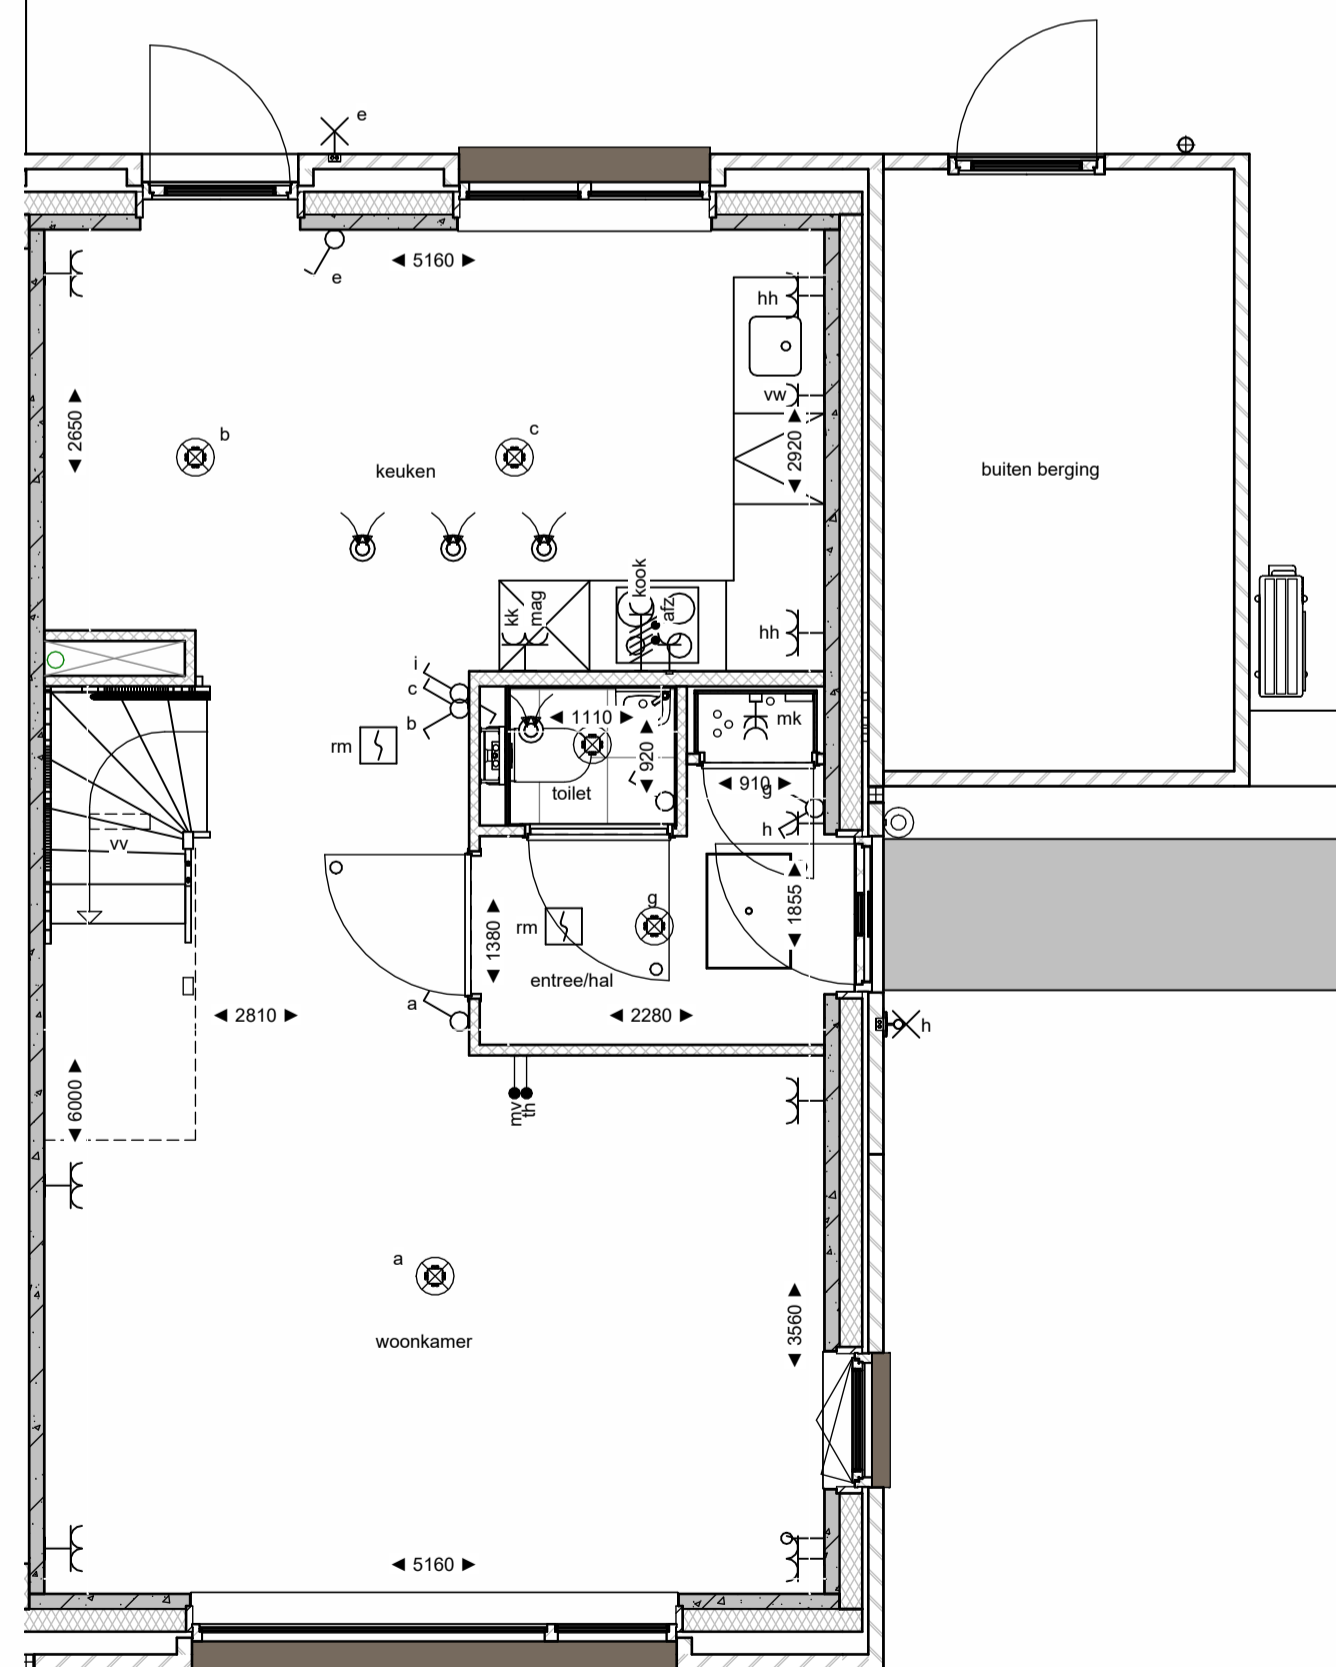 e
e
5160
hh
vw
2650
2920
b
c
keuken
buiten berging
kook
kk
mag
afz
hh
i
c
b
rm
1110
920
mk
toilet
910
g
h
vv
1855
g
rm
1380
entree/hal
a
2810
2280
h
6000
mv
th
a
3560
woonkamer
5160